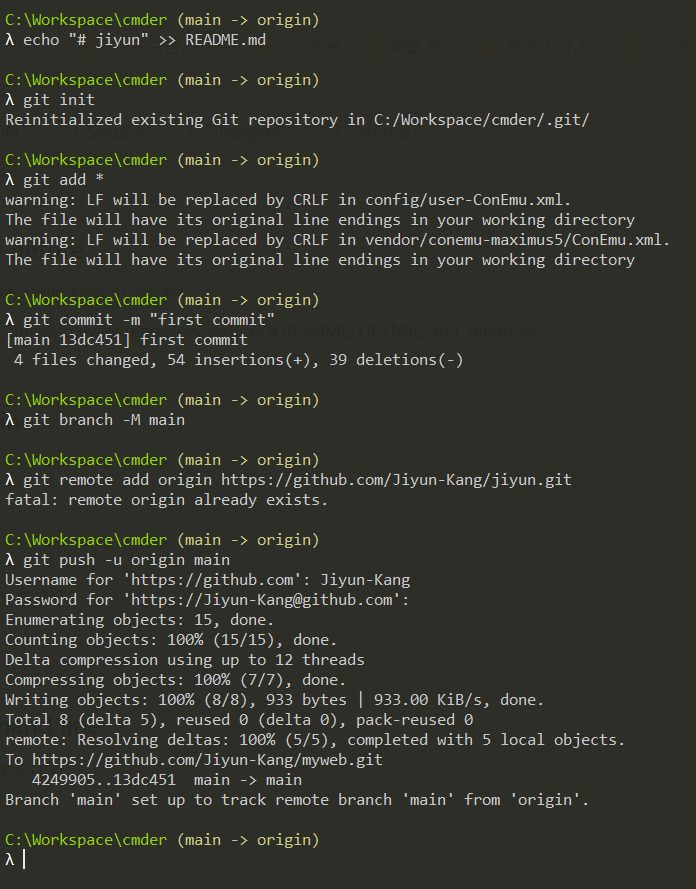 C:\Workspace\cmder (main -> origin)
λ echo "# jiyun" >> README.md
C:\Workspace\cmder (main -> origin)
λ git init
Reinitialized existing Git repository in C:/Workspace/cmder/.git/
C:\Workspace\cmder (main -> origin)
λ git add *
warning: LF will be replaced by CRLF in config/user-ConEmu.xml.
The file will have its original line endings in your working directory
warning: LF will be replaced by CRLF in vendor/conemu-maximus5/ConEmu.xml.
The file will have its original line endings in your working directory
C:\Workspace\cmder (main -> origin)
λ git commit -m "first commit"
[main 13dc451] first commit
 4 files changed, 54 insertions(+), 39 deletions(-)
C:\Workspace\cmder (main -> origin)
λ git branch -M main
C:\Workspace\cmder (main -> origin)
λ git remote add origin https://github.com/Jiyun-Kang/jiyun.git
fatal: remote origin already exists.
C:\Workspace\cmder (main -> origin)
λ git push -u origin main
Username for 'https://github.com': Jiyun-Kang
Password for 'https://Jiyun-Kang@github.com':
Enumerating objects: 15, done.
Counting objects: 100% (15/15), done.
Delta compression using up to 12 threads
Compressing objects: 100% (7/7), done.
Writing objects: 100% (8/8), 933 bytes | 933.00 KiB/s, done.
Total 8 (delta 5), reused 0 (delta 0), pack-reused 0
remote: Resolving deltas: 100% (5/5), completed with 5 local objects.
To https://github.com/Jiyun-Kang/myweb.git
   4249905..13dc451  main -> main
Branch 'main' set up to track remote branch 'main' from 'origin'.
C:\Workspace\cmder (main -> origin)
λ